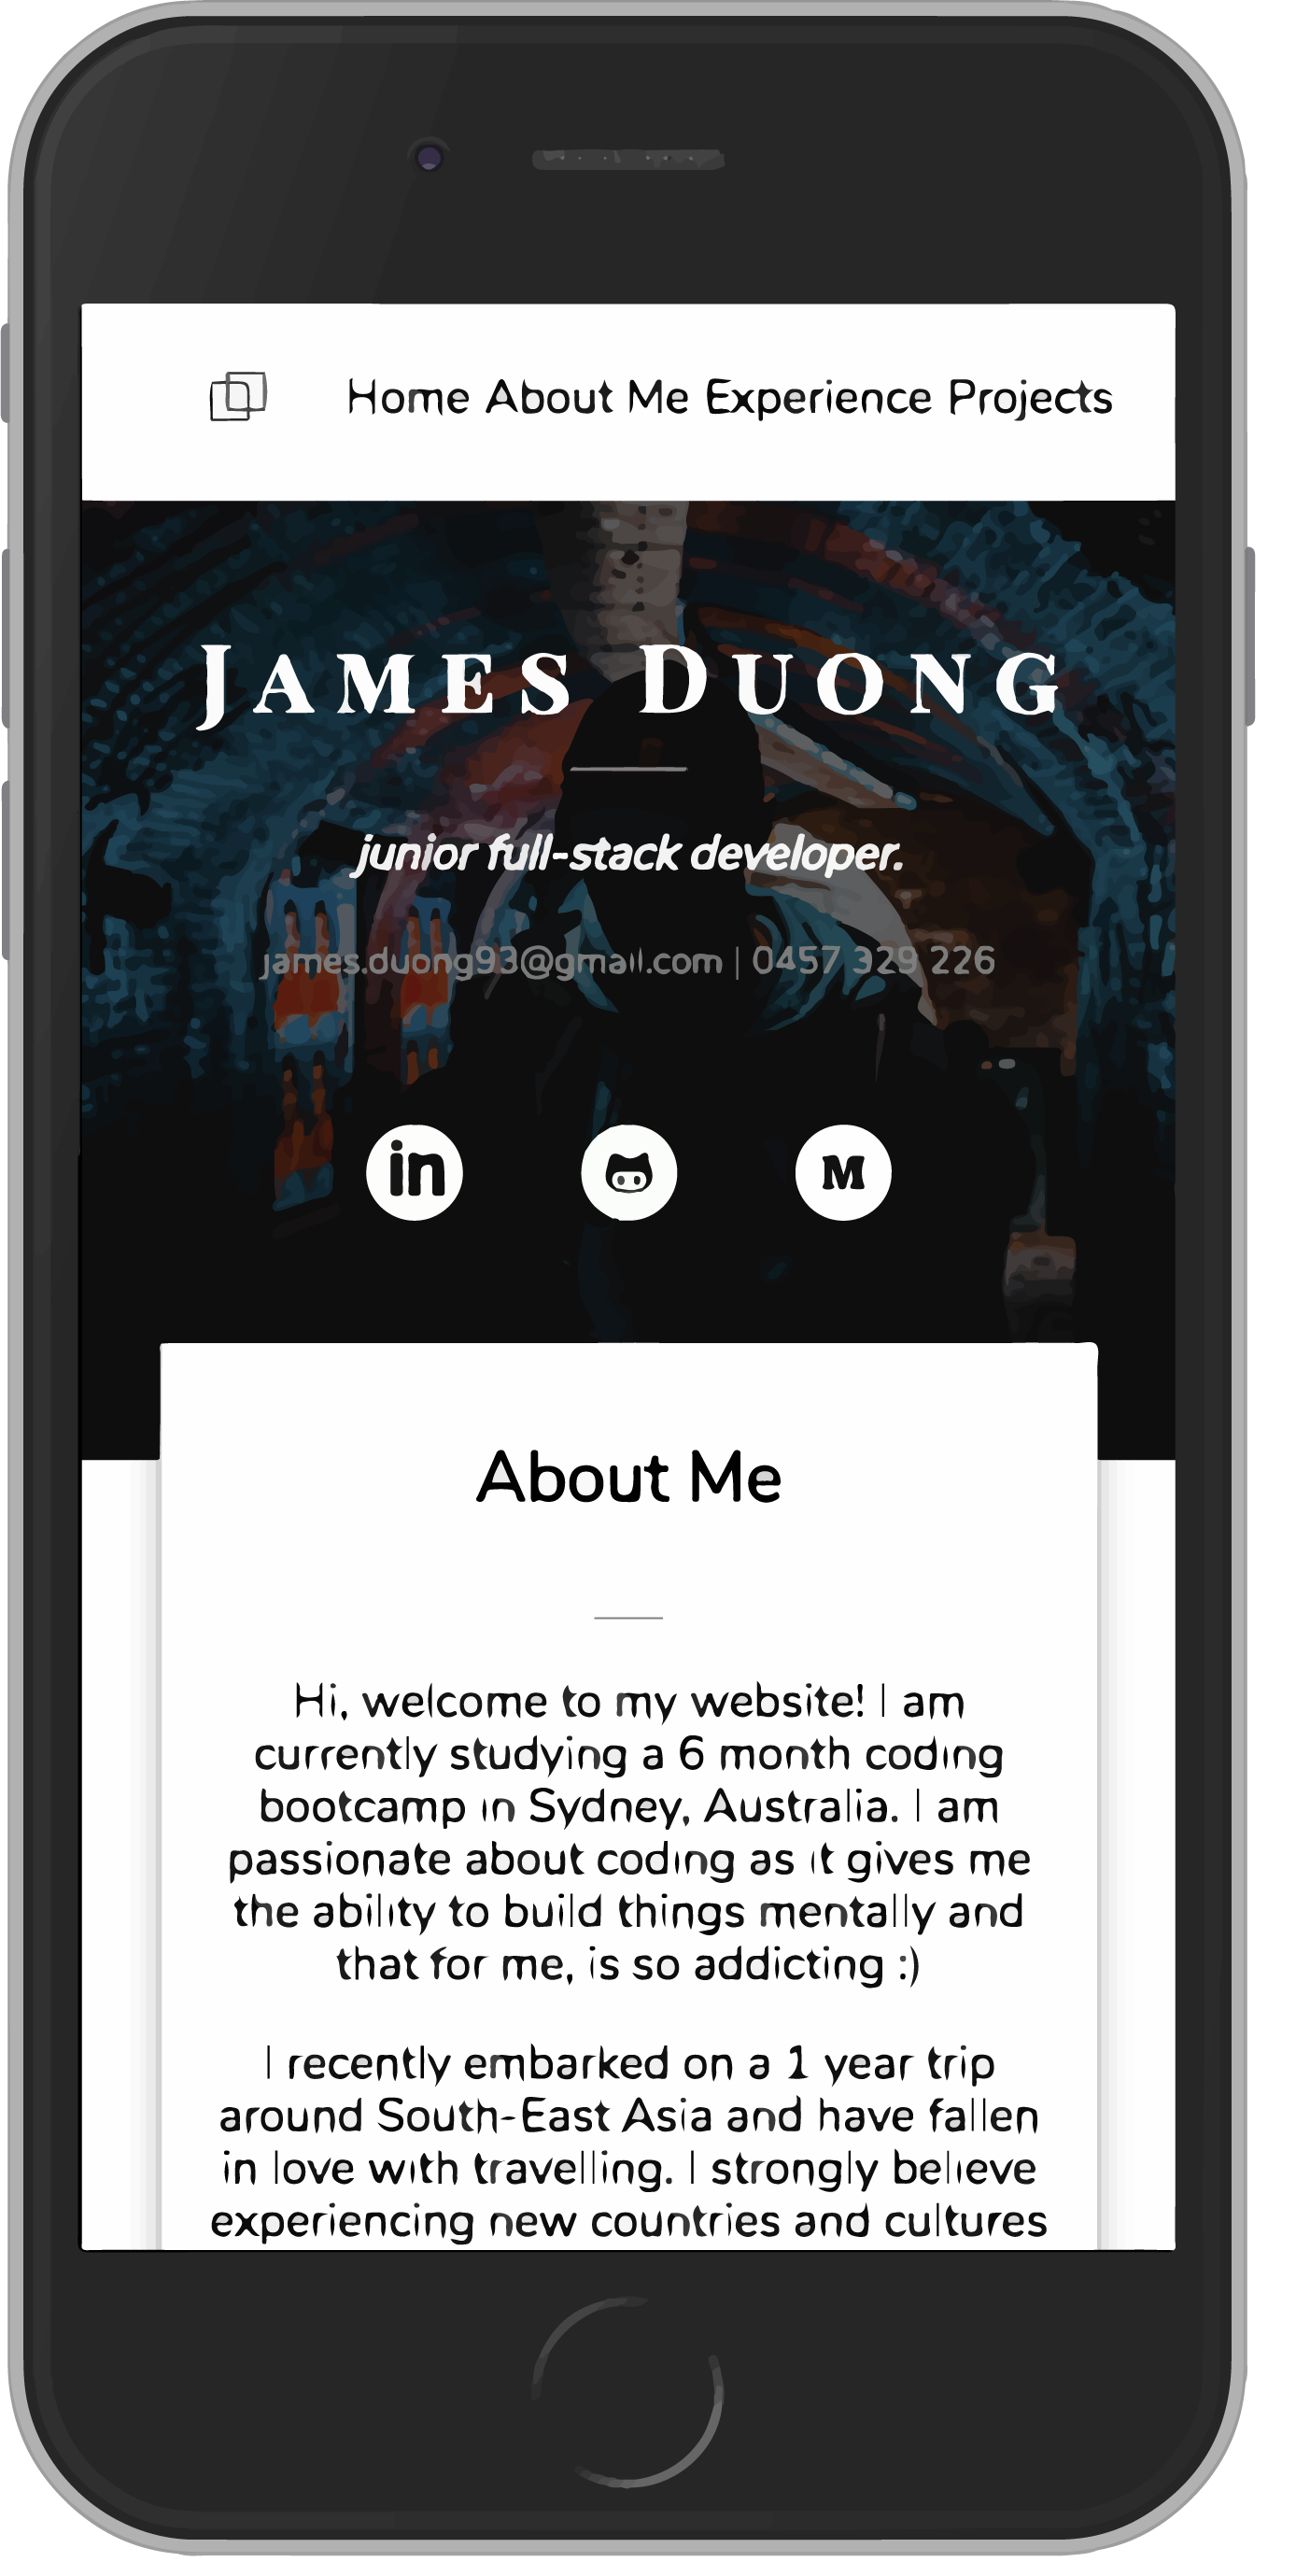 Home About Me Experience Projects
JAMES DUONG
junior full-stack developer.
james.duong93@gmail.com | 0457 329 226
in
M
About Me
Hi, welcome to my website! I am
currently studying a 6 month coding
bootcamp in Sydney, Australia. I am
passionate about coding as it gives me
the ability to build things mentally and
that for me, is so addicting :)
I recently embarked on a 1 year trip
around South-East Asia and have fallen
in love with travelling. I strongly believe
experiencing new countries and cultures